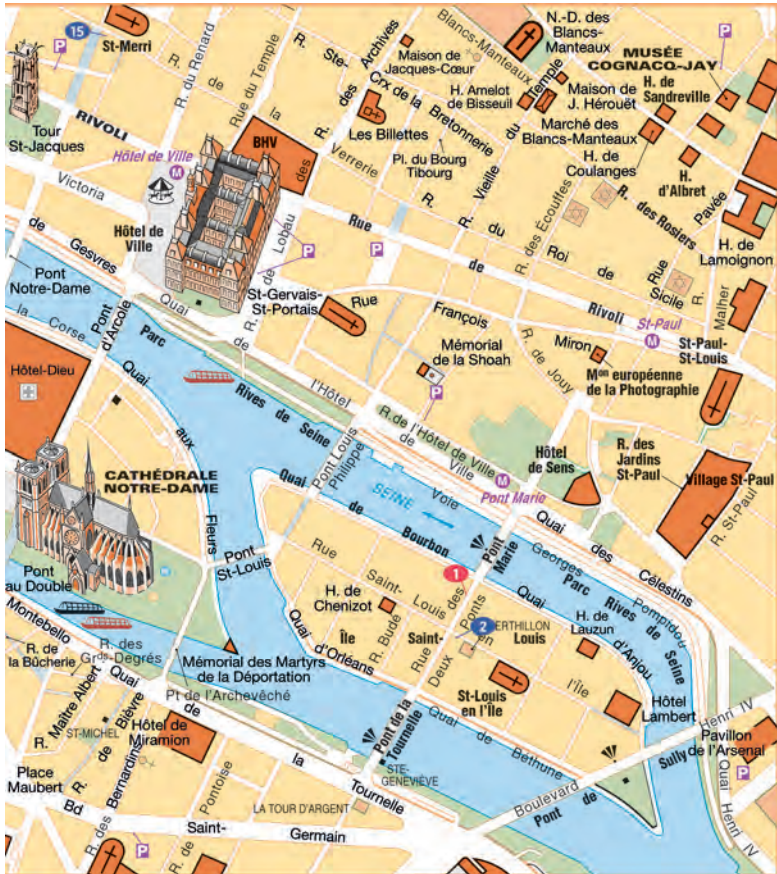 15
P
St-Merri
R. du Renard
Rue du Temple
R. Ste-
R. de la Verrerie
R. des Archives
Maison de
Jacques-Cœur
Blancs-Manteaux
N.-D. des
Blancs-
Manteaux
MUSÉE
COGNACQ-JAY
P
H. Amelot
de Bisseuil
Crx de la Bretonnerie
Maison de
J. Hérouët
H. de
Sandreville
Tour
St-Jacques
RIVOLI
BHV
Les Billettes
Marché des
Blancs-Manteaux
Pl. du Bourg
Tibourg
R. Vieille du Temple
H. de
Coulanges
H.
d'Albret
Hôtel de Ville
M
Victoria
des
R. des Ecouffes
R. des Rosiers
Pavée
R.
H. de
Lamoignon
Hôtel
de Ville
R. de Lobau
P
P
Rue de Rivoli
R. du Roi de Sicile
Rue
Malher
de Gesvres
Pont
Notre-Dame
Quai de
l'Hôtel
de
Ville
St-Gervais-
St-Portais
Rue François Miron
St-Paul
M
St-Paul-
St-Louis
la Corse
Pont
d'Arcole
Parc
Rives de Seine
Mémorial
de la Shoah
P
R. de Jouy
Mon européenne
de la Photographie
Hôtel-Dieu
Quai
aux
Fleurs
R. de l'Hôtel de Ville
Hôtel
de Sens
R. des
Jardins
St-Paul
Village St-Paul
R. St-Paul
Pont Louis
Philippe
CATHÉDRALE
NOTRE-DAME
SEINE
Voie
Georges
Pompidou
M
Pont Marie
Quai des Célestins
Quai
de
Bourbon
Pont
Marie
Parc Rives de Seine
Pont
St-Louis
Pont
au Double
1
Rue
Saint-
Louis
en
l'Île
H. de
Chenizot
Rue des
Deux Ponts
2
ERTHILLON
H. de
Lauzun
Quai
d'Anjou
Île
Saint-
Louis
R. Budé
Montebello
Quai
de
la
Tournelle
R. de
la Bûcherie
R. des
Grds-Degrés
Mémorial des Martyrs
de la Déportation
Quai d'Orléans
Pt de l'Archevêché
St-Louis
en l'Île
Hôtel
Lambert
Henri IV
Pavillon
de l'Arsenal
P
R. Maître Albert
ST-MICHEL
R. de Bièvre
Hôtel de
Miramion
Pont de la
Tournelle
Quai de Béthune
Sully
Quai Henri IV
Place
Maubert
R. des Bernardins
R. de Pontoise
STE-
GENEVIÈVE
LA TOUR D'ARGENT
Boulevard
Pont de
Bd
Saint-
Germain
P